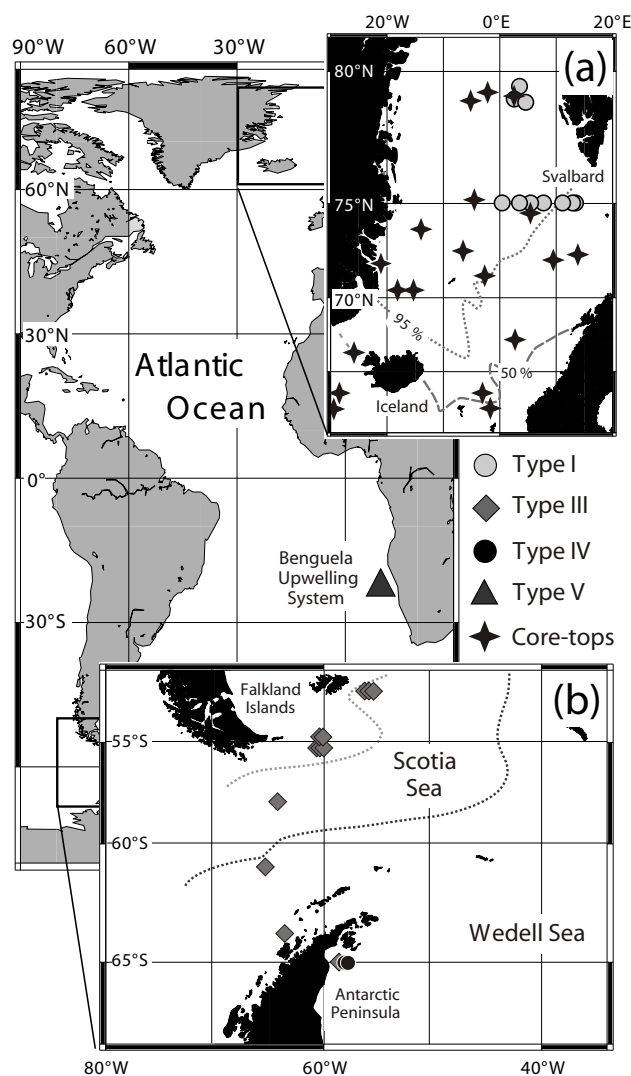 90°W 60°W 30°W
20°W 0°E 20°E
80°N
(a)
Svalbard
60°N
75°N
70°N
95 %
30°N
50 %
Atlantic
Ocean
Iceland
0°
Type I
Type III
Type IV
Type V
Core-tops
Benguela
Upwelling
System
30°S
Falkland
Islands
(b)
55°S
Scotia
Sea
60°S
Wedell Sea
65°S
Antarctic
Peninsula
80°W 60°W 40°W